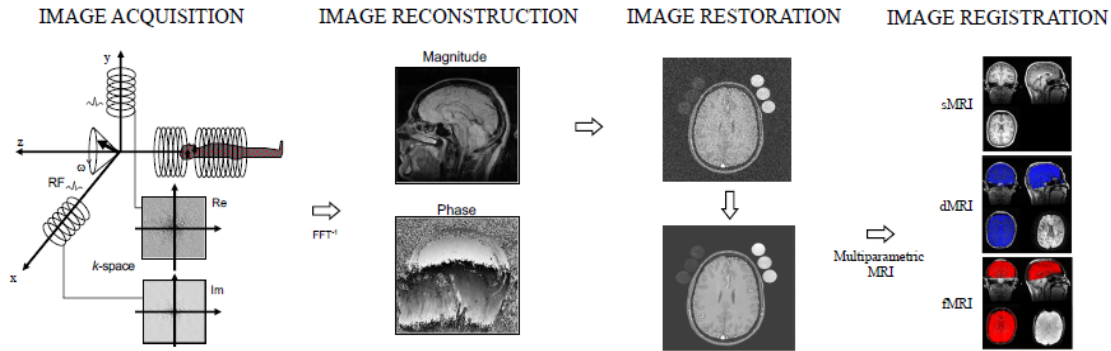 IMAGE ACQUISITION
IMAGE RECONSTRUCTION
IMAGE RESTORATION
IMAGE REGISTRATION
y
z
ω
RF
x
Re
k-space
Im
FFT⁻¹
Magnitude
Phase
Multiparametric
MRI
sMRI
dMRI
fMRI